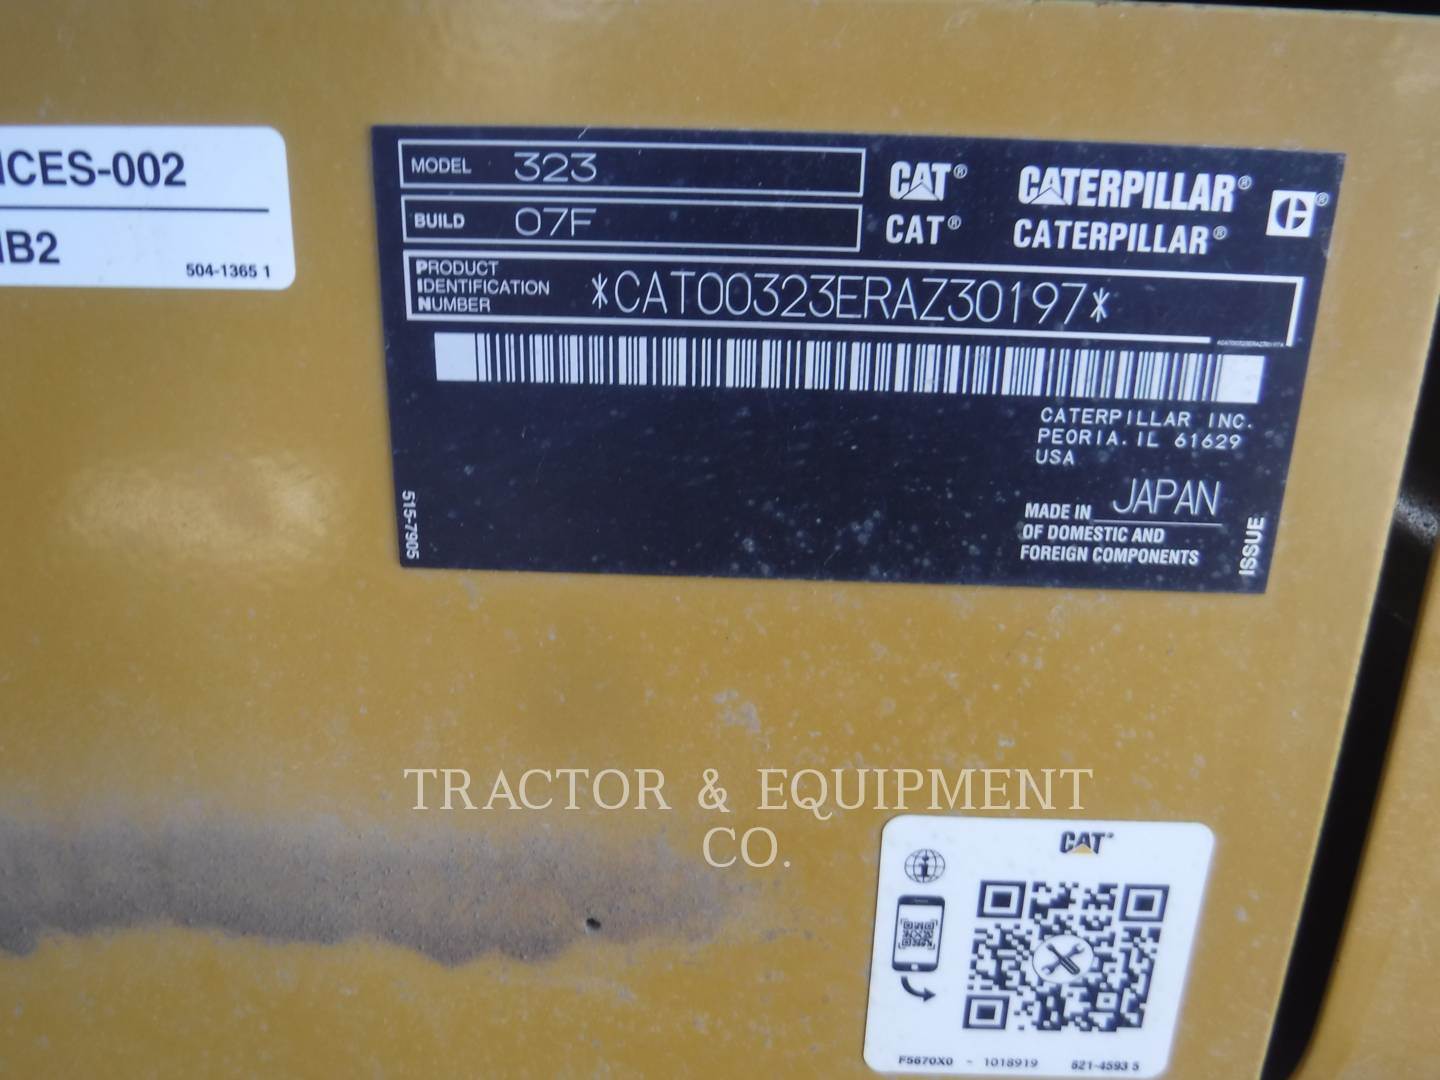 ICES-002
IB2
504-1365 1
MODEL 323
BUILD 07F
CAT® CATERPILLAR®
CAT® CATERPILLAR®
PRODUCT
IDENTIFICATION
NUMBER
*CAT00323ERAZ30197*
CATERPILLAR INC.
PEORIA. IL 61629
USA
MADE IN JAPAN
OF DOMESTIC AND
FOREIGN COMPONENTS
515-7905
ISSUE
TRACTOR & EQUIPMENT
CO.
CAT
F5670X0 - 1018919 521-4593 5